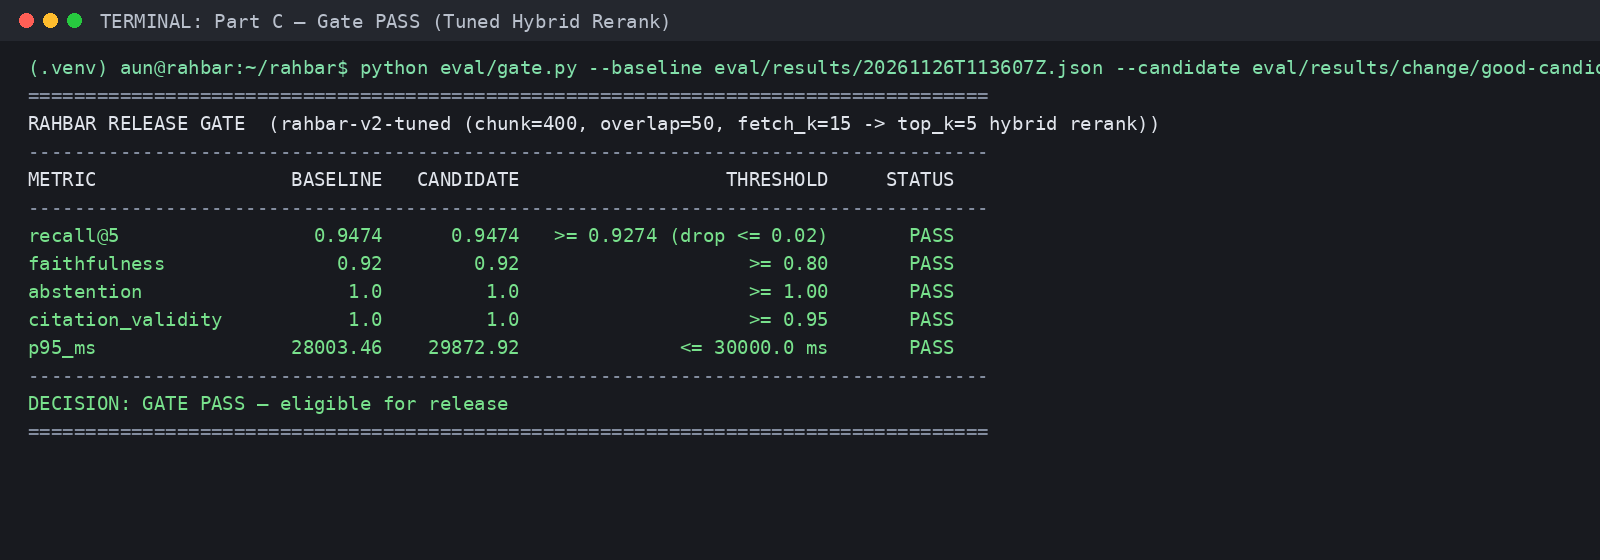 TERMINAL: Part C — Gate PASS (Tuned Hybrid Rerank)
(.venv) aun@rahbar:~/rahbar$ python eval/gate.py --baseline eval/results/20261126T113607Z.json --candidate eval/results/change/good-candid
====================================================================================
RAHBAR RELEASE GATE  (rahbar-v2-tuned (chunk=400, overlap=50, fetch_k=15 -> top_k=5 hybrid rerank))
------------------------------------------------------------------------------------
METRIC                 BASELINE   CANDIDATE                  THRESHOLD     STATUS
------------------------------------------------------------------------------------
recall@5                 0.9474      0.9474   >= 0.9274 (drop <= 0.02)       PASS
faithfulness               0.92        0.92                    >= 0.80       PASS
abstention                  1.0         1.0                    >= 1.00       PASS
citation_validity           1.0         1.0                    >= 0.95       PASS
p95_ms                 28003.46    29872.92              <= 30000.0 ms       PASS
------------------------------------------------------------------------------------
DECISION: GATE PASS — eligible for release
====================================================================================